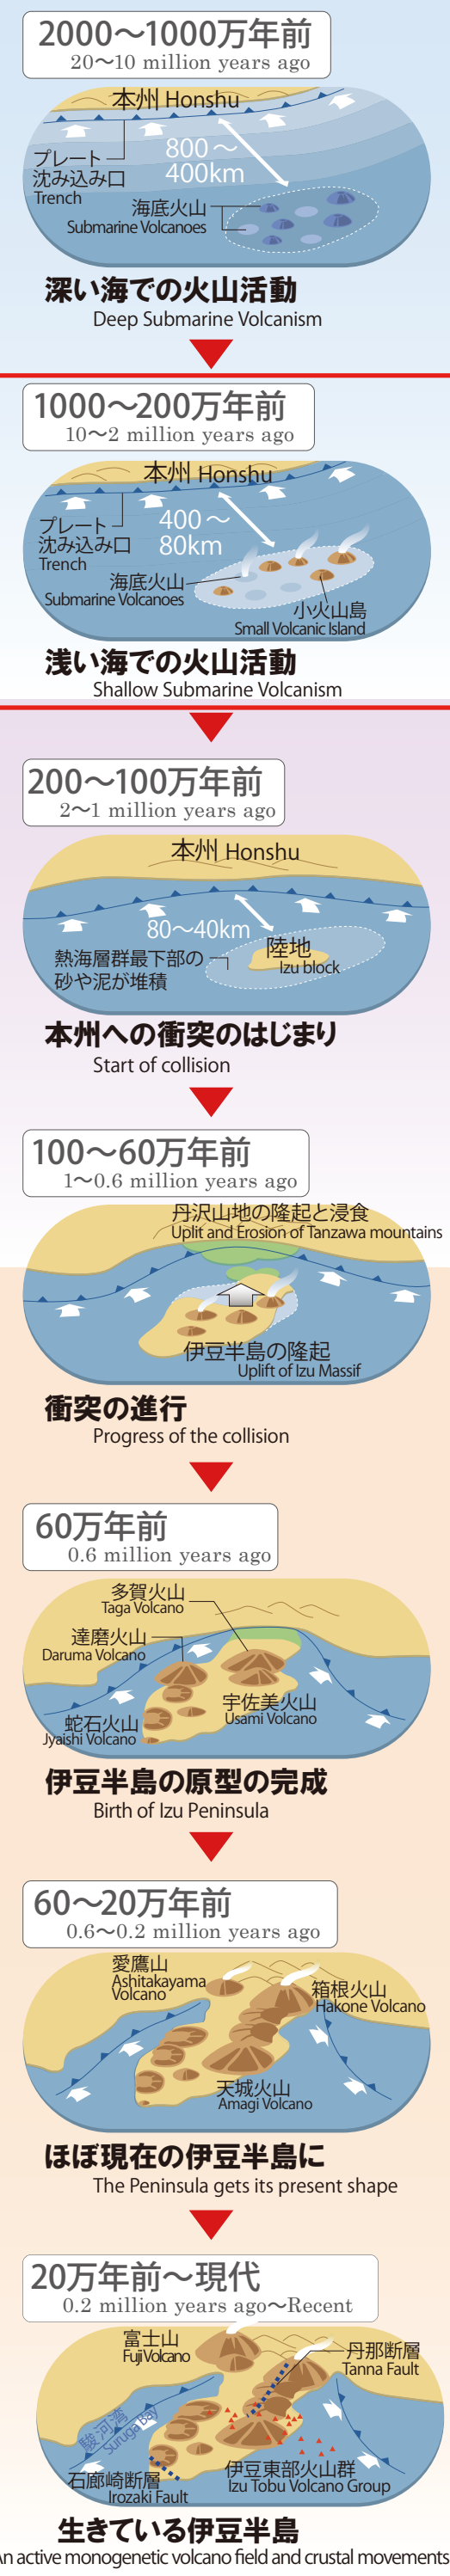 2000〜1000万年前
20〜10 million years ago
本州 Honshu
プレート
沈み込み口
Trench
800〜
400km
海底火山
Submarine Volcanoes
深い海での火山活動
Deep Submarine Volcanism
1000〜200万年前
10〜2 million years ago
本州 Honshu
プレート
沈み込み口
Trench
400〜
80km
海底火山
Submarine Volcanoes
小火山島
Small Volcanic Island
浅い海での火山活動
Shallow Submarine Volcanism
200〜100万年前
2〜1 million years ago
本州 Honshu
80〜40km
熱海層群最下部の
砂や泥が堆積
陸地
Izu block
本州への衝突のはじまり
Start of collision
100〜60万年前
1〜0.6 million years ago
丹沢山地の隆起と浸食
Uplit and Erosion of Tanzawa mountains
伊豆半島の隆起
Uplift of Izu Massif
衝突の進行
Progress of the collision
60万年前
0.6 million years ago
多賀火山
Taga Volcano
達磨火山
Daruma Volcano
宇佐美火山
Usami Volcano
蛇石火山
Jyaishi Volcano
伊豆半島の原型の完成
Birth of Izu Peninsula
60〜20万年前
0.6〜0.2 million years ago
愛鷹山
Ashitakayama
Volcano
箱根火山
Hakone Volcano
天城火山
Amagi Volcano
ほぼ現在の伊豆半島に
The Peninsula gets its present shape
20万年前〜現代
0.2 million years ago〜Recent
富士山
Fuji Volcano
丹那断層
Tanna Fault
駿河湾
Suruga Bay
石廊崎断層
Irozaki Fault
伊豆東部火山群
Izu Tobu Volcano Group
生きている伊豆半島
An active monogenetic volcano field and crustal movements